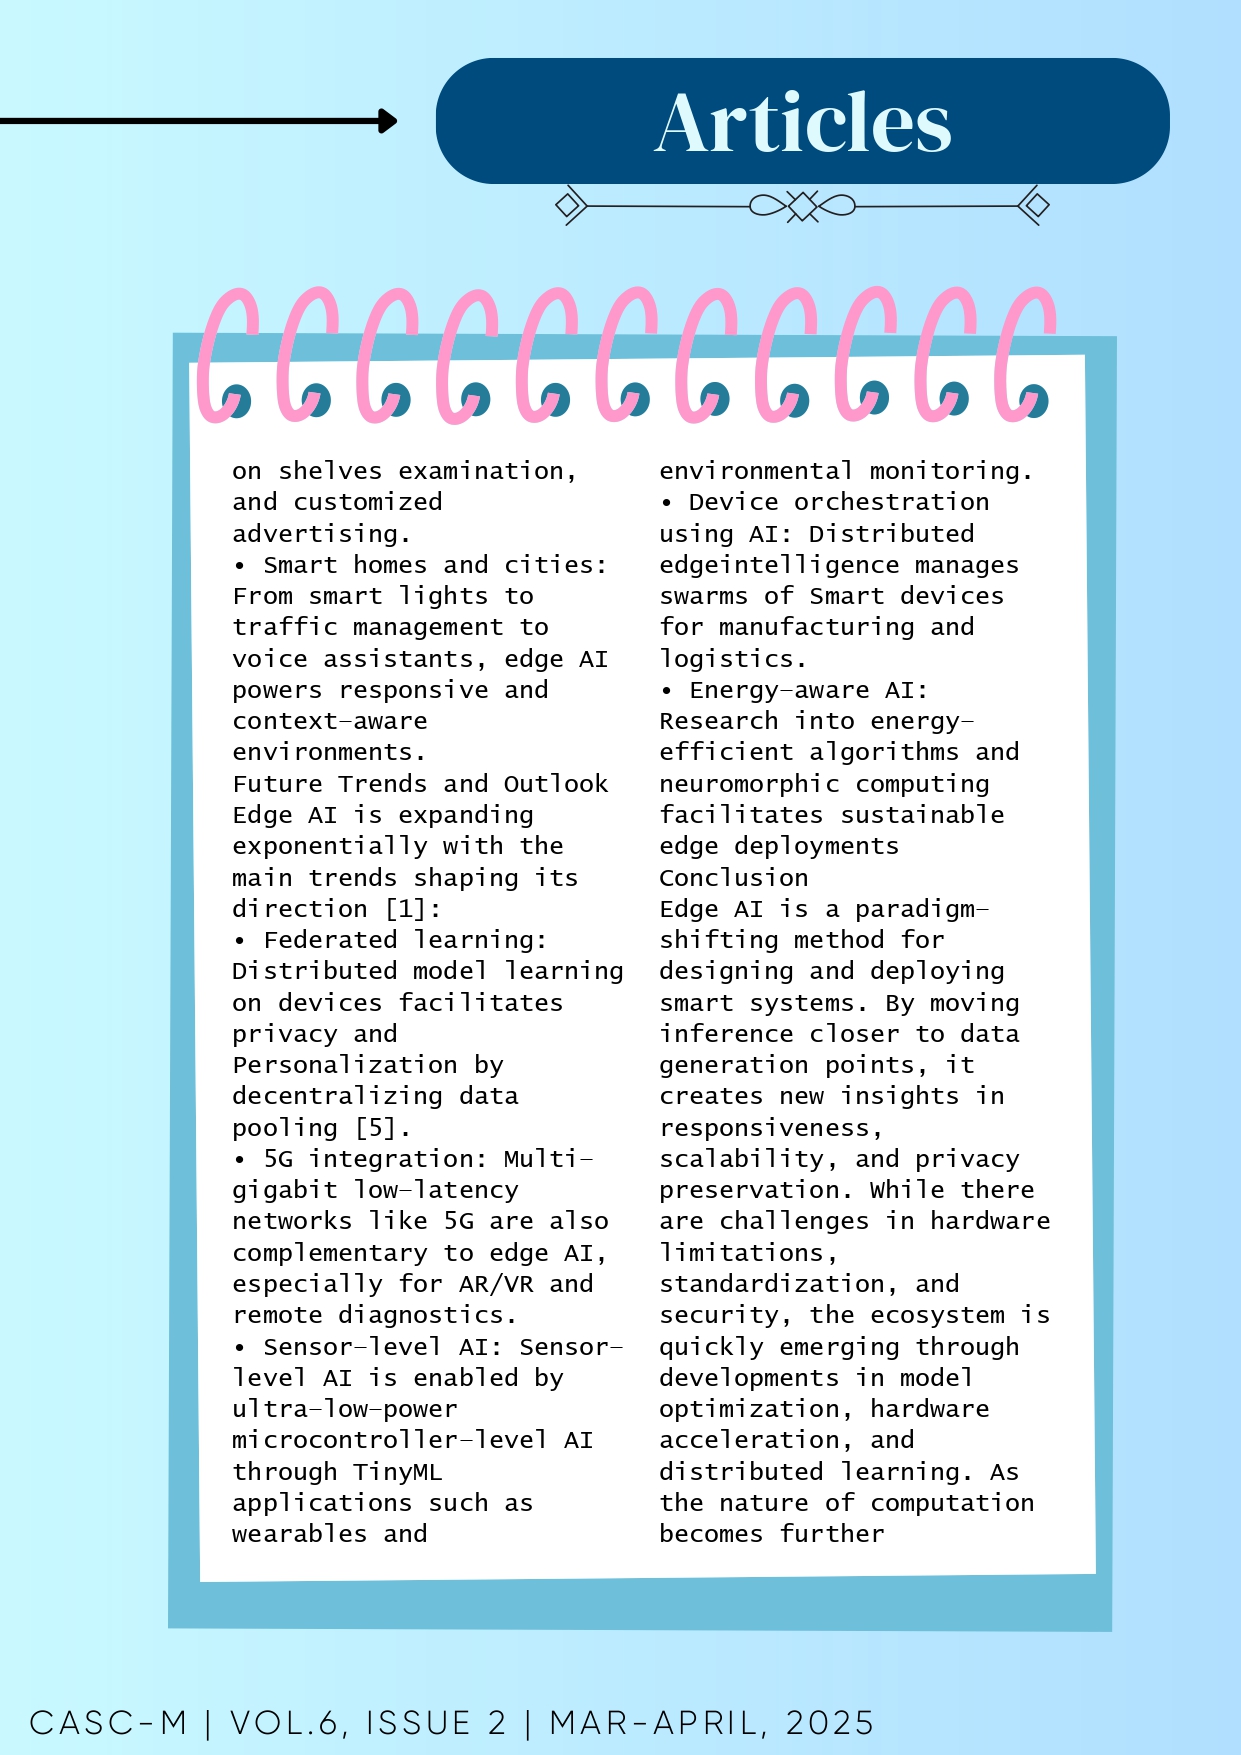 Articles
on shelves examination,
and customized
advertising.
• Smart homes and cities:
From smart lights to
traffic management to
voice assistants, edge AI
powers responsive and
context-aware
environments.
Future Trends and Outlook
Edge AI is expanding
exponentially with the
main trends shaping its
direction [1]:
• Federated learning:
Distributed model learning
on devices facilitates
privacy and
Personalization by
decentralizing data
pooling [5].
• 5G integration: Multi-
gigabit low-latency
networks like 5G are also
complementary to edge AI,
especially for AR/VR and
remote diagnostics.
• Sensor-level AI: Sensor-
level AI is enabled by
ultra-low-power
microcontroller-level AI
through TinyML
applications such as
wearables and
environmental monitoring.
• Device orchestration
using AI: Distributed
edgeintelligence manages
swarms of Smart devices
for manufacturing and
logistics.
• Energy-aware AI:
Research into energy-
efficient algorithms and
neuromorphic computing
facilitates sustainable
edge deployments
Conclusion
Edge AI is a paradigm-
shifting method for
designing and deploying
smart systems. By moving
inference closer to data
generation points, it
creates new insights in
responsiveness,
scalability, and privacy
preservation. While there
are challenges in hardware
limitations,
standardization, and
security, the ecosystem is
quickly emerging through
developments in model
optimization, hardware
acceleration, and
distributed learning. As
the nature of computation
becomes further
CASC-M | VOL.6, ISSUE 2 | MAR-APRIL, 2025